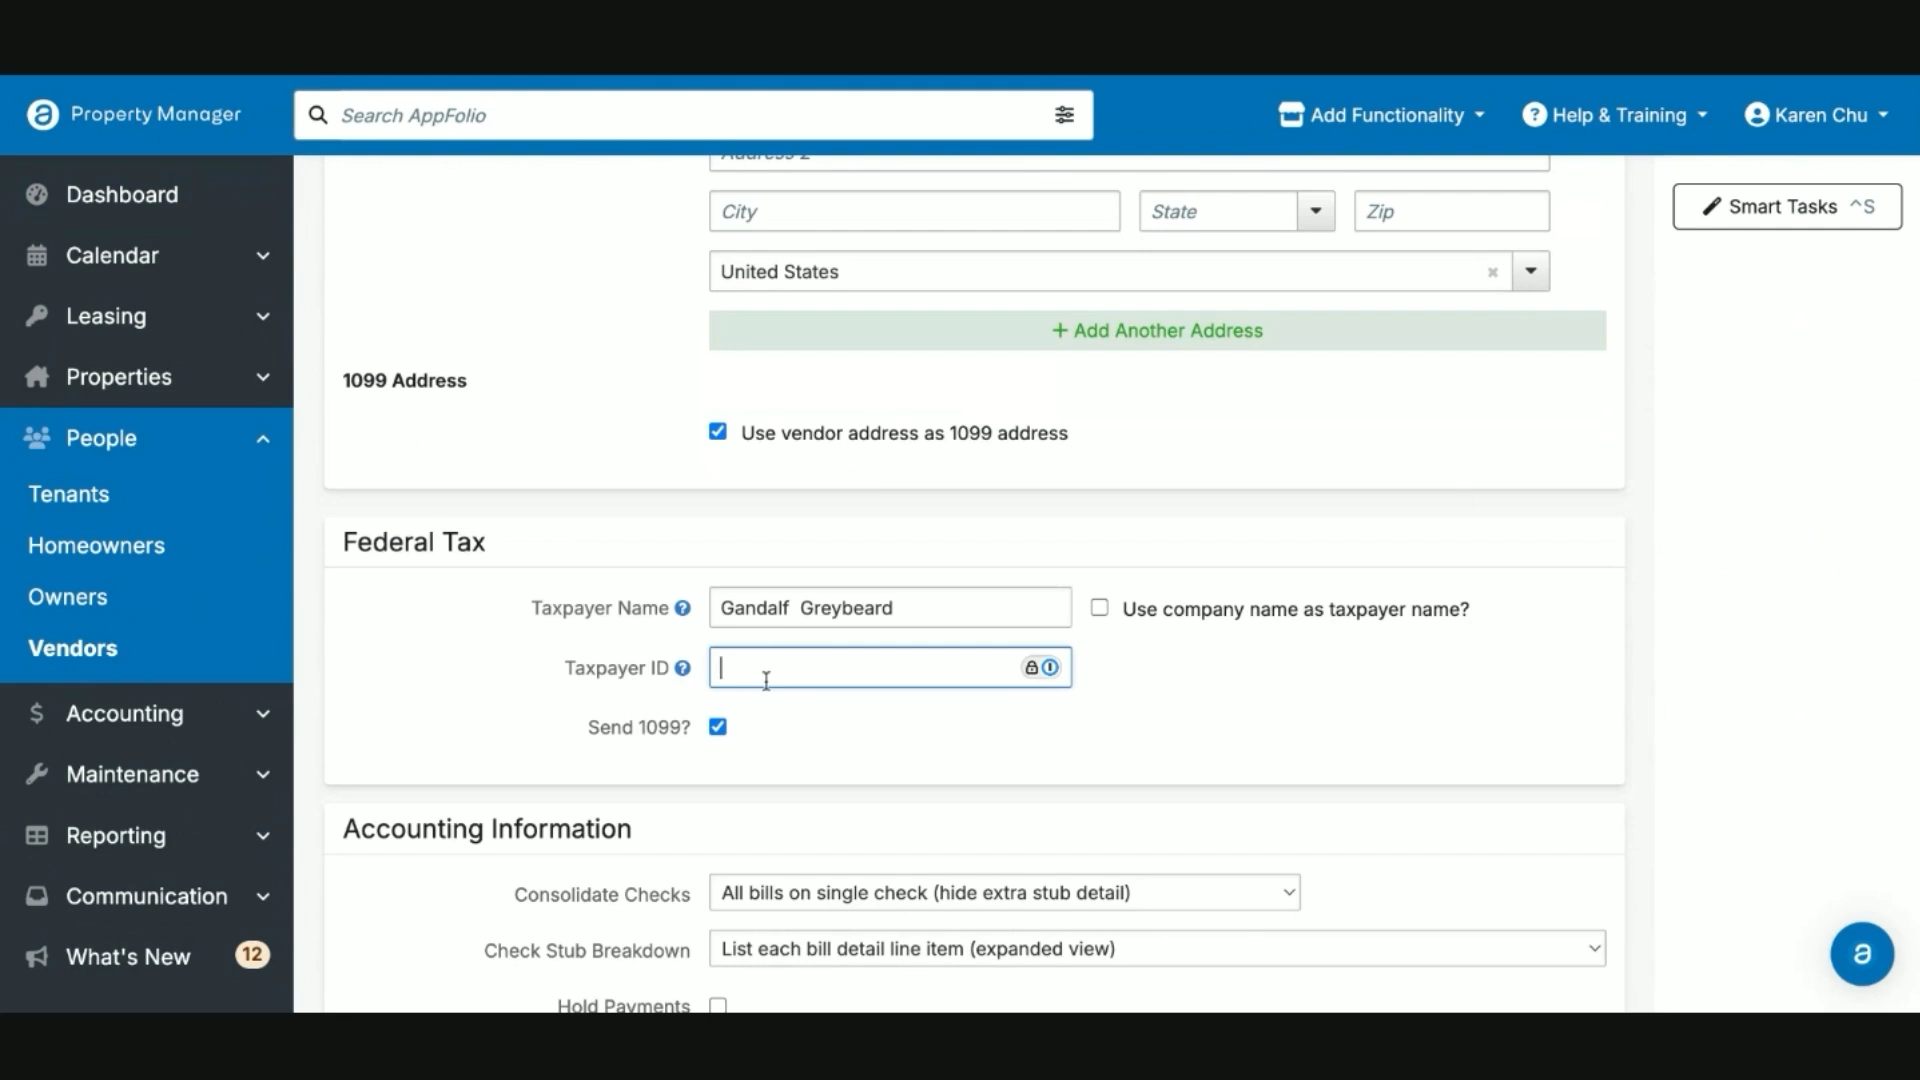 Property Manager
Search AppFolio
Add Functionality
Help & Training
Karen Chu
Dashboard
Calendar
Leasing
Properties
People
Tenants
Homeowners
Owners
Vendors
Accounting
Maintenance
Reporting
Communication
What's New 12
Address 2
City
State
Zip
United States
+ Add Another Address
1099 Address
Use vendor address as 1099 address
Federal Tax
Taxpayer Name ? Gandalf  Greybeard
Use company name as taxpayer name?
Taxpayer ID ?
Send 1099?
Accounting Information
Consolidate Checks All bills on single check (hide extra stub detail)
Check Stub Breakdown List each bill detail line item (expanded view)
Hold Payments
Smart Tasks ^S
a